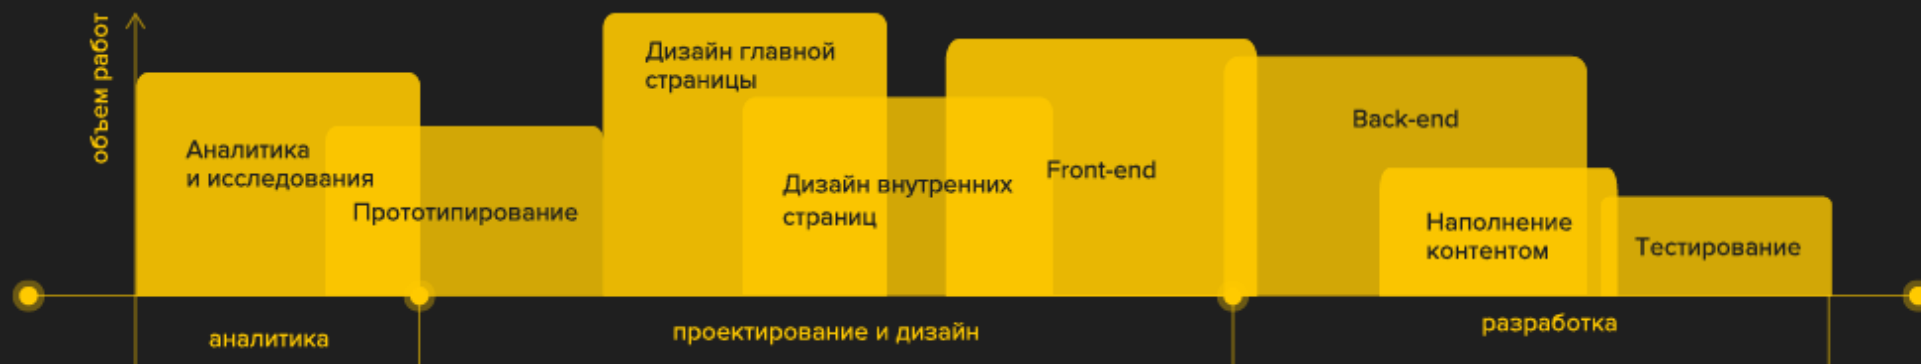 объем работ
Аналитика
и исследования
Прототипирование
Дизайн главной
страницы
Дизайн внутренних
страниц
Front-end
Back-end
Наполнение
контентом
Тестирование
аналитика
проектирование и дизайн
разработка